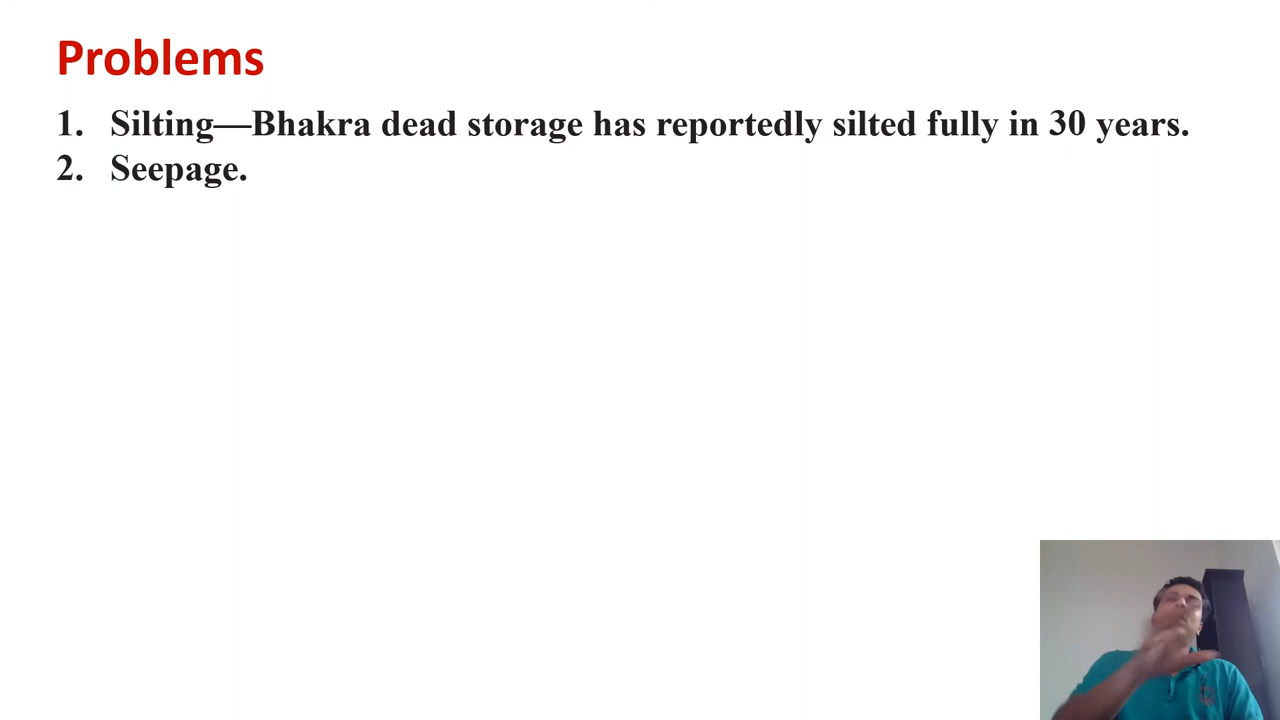 Problems
1. Silting—Bhakra dead storage has reportedly silted fully in 30 years.
2. Seepage.